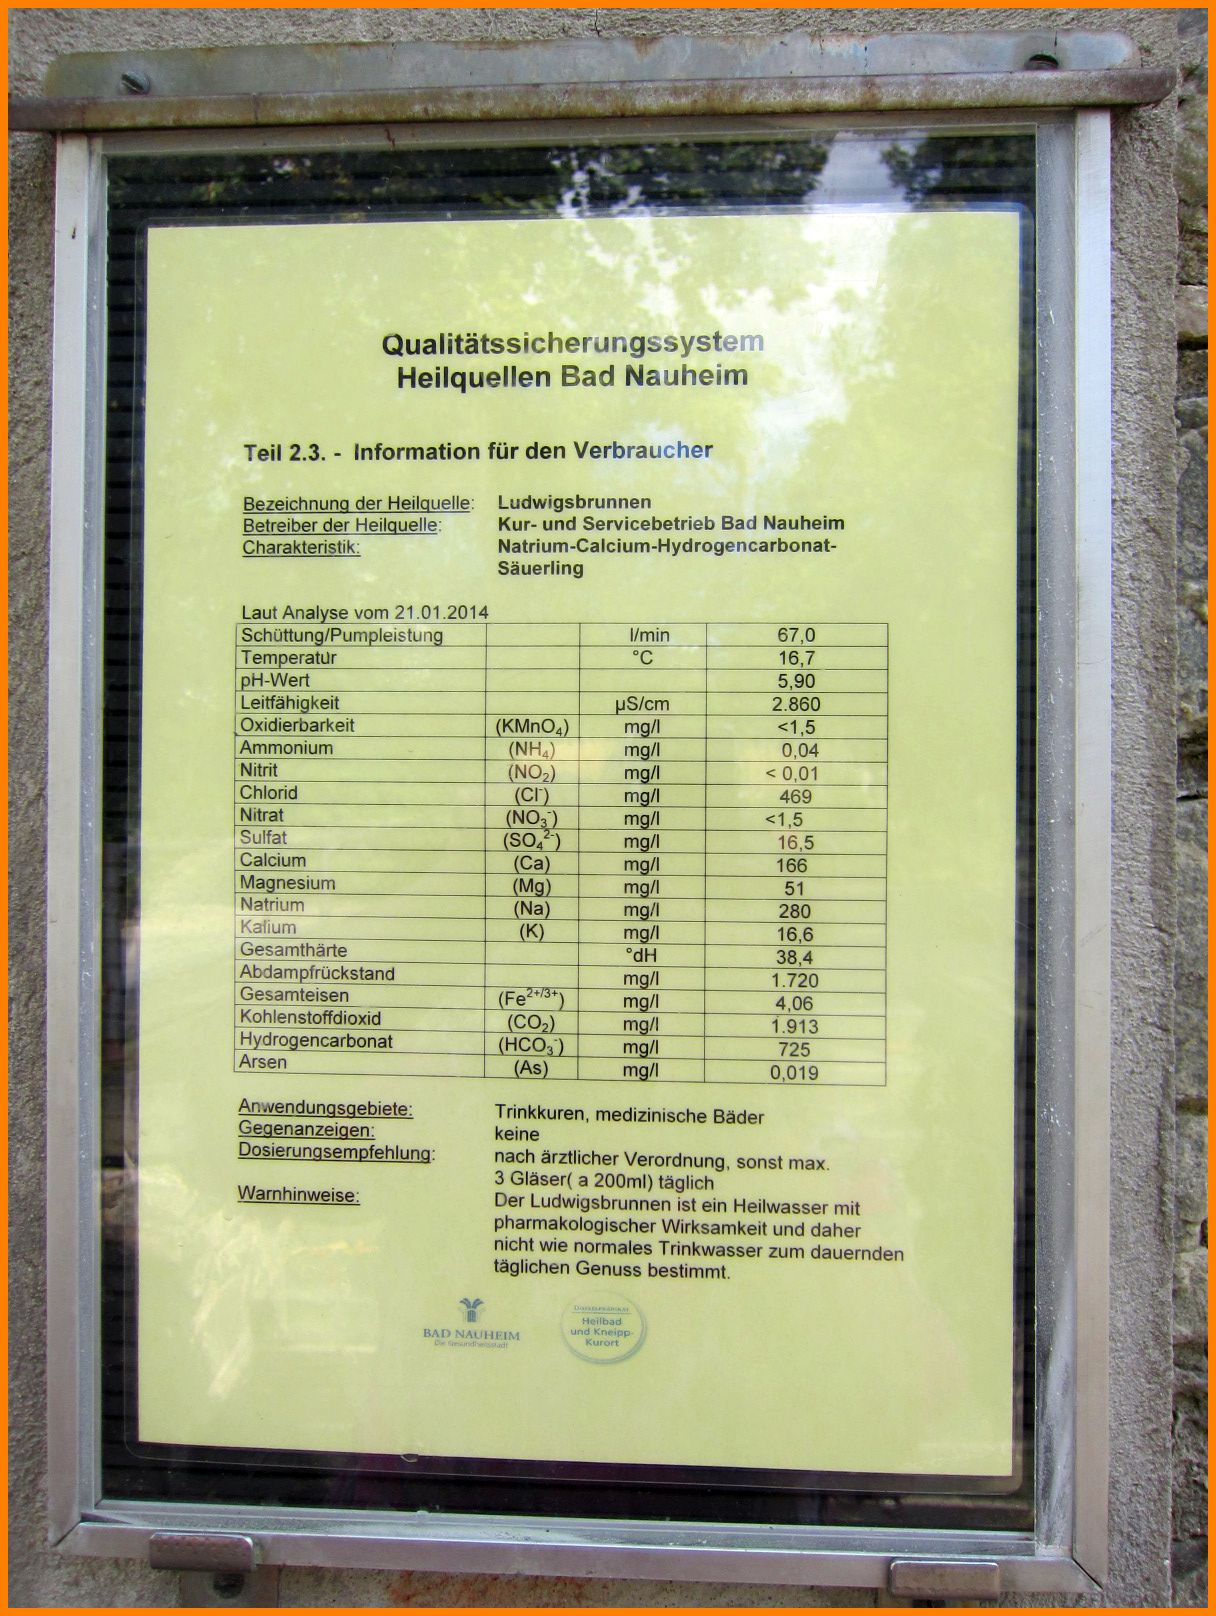 Qualitätssicherungssystem
Heilquellen Bad Nauheim
Teil 2.3. - Information für den Verbraucher
Bezeichnung der Heilquelle: Ludwigsbrunnen
Betreiber der Heilquelle: Kur- und Servicebetrieb Bad Nauheim
Charakteristik: Natrium-Calcium-Hydrogencarbonat-
Säuerling
Laut Analyse vom 21.01.2014
Schüttung/Pumpleistung l/min 67,0
Temperatur °C 16,7
pH-Wert 5,90
Leitfähigkeit µS/cm 2.860
Oxidierbarkeit (KMnO₄) mg/l <1,5
Ammonium (NH₄) mg/l 0,04
Nitrit (NO₂) mg/l < 0,01
Chlorid (Cl⁻) mg/l 469
Nitrat (NO₃⁻) mg/l <1,5
Sulfat (SO₄²⁻) mg/l 16,5
Calcium (Ca) mg/l 166
Magnesium (Mg) mg/l 51
Natrium (Na) mg/l 280
Kalium (K) mg/l 16,6
Gesamthärte °dH 38,4
Abdampfrückstand mg/l 1.720
Gesamteisen (Fe²⁺/³⁺) mg/l 4,06
Kohlenstoffdioxid (CO₂) mg/l 1.913
Hydrogencarbonat (HCO₃⁻) mg/l 725
Arsen (As) mg/l 0,019
Anwendungsgebiete: Trinkkuren, medizinische Bäder
Gegenanzeigen: keine
Dosierungsempfehlung: nach ärztlicher Verordnung, sonst max.
3 Gläser( a 200ml) täglich
Warnhinweise: Der Ludwigsbrunnen ist ein Heilwasser mit
pharmakologischer Wirksamkeit und daher
nicht wie normales Trinkwasser zum dauernden
täglichen Genuss bestimmt.
BAD NAUHEIM
Die Gesundheitsstadt
Heilbad
und Kneipp-
Kurort